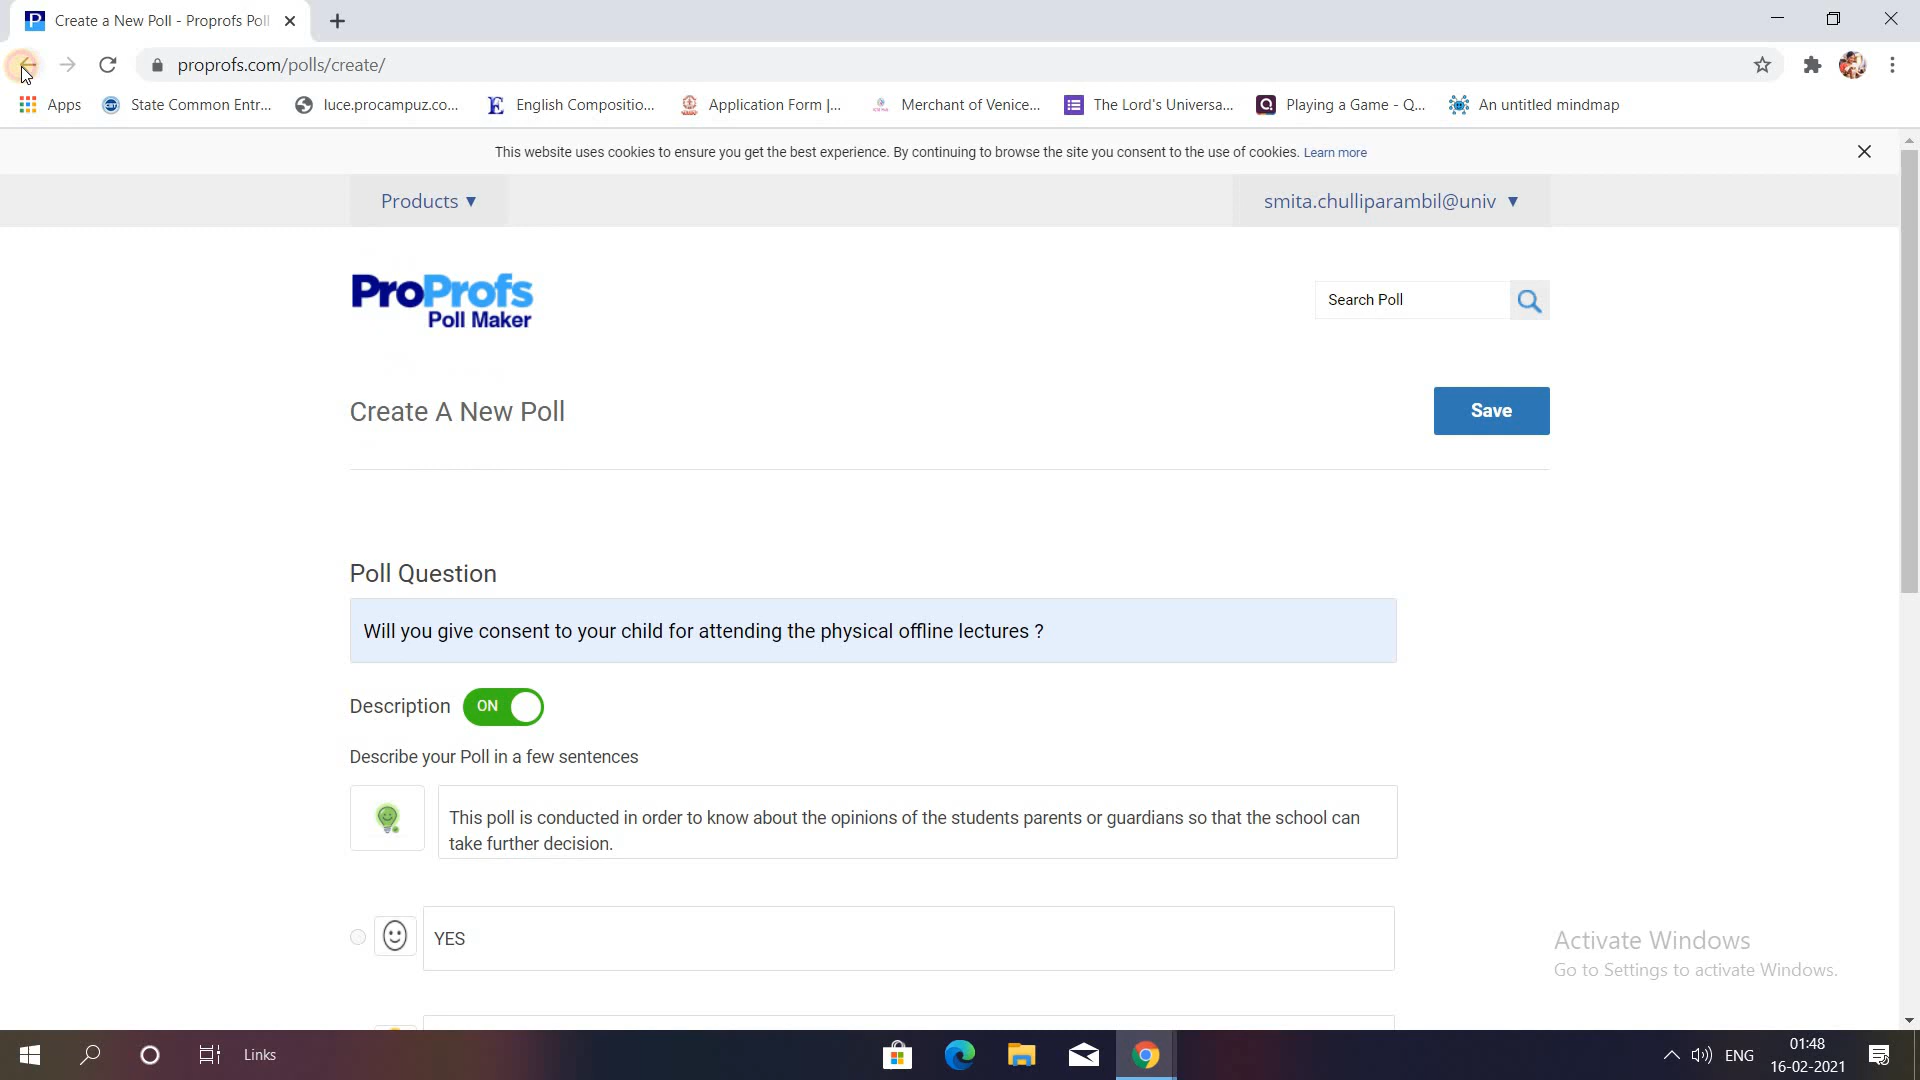 Create a New Poll - Proprofs Poll
proprofs.com/polls/create/
Apps
State Common Entr...
luce.procampuz.co...
English Compositio...
Application Form |...
Merchant of Venice...
The Lord's Universa...
Playing a Game - Q...
An untitled mindmap
This website uses cookies to ensure you get the best experience. By continuing to browse the site you consent to the use of cookies. Learn more
Products ▼
smita.chulliparambil@univ ▼
ProProfs
Poll Maker
Search Poll
Create A New Poll
Save
Poll Question
Will you give consent to your child for attending the physical offline lectures ?
Description ON
Describe your Poll in a few sentences
This poll is conducted in order to know about the opinions of the students parents or guardians so that the school can
take further decision.
YES
Activate Windows
Go to Settings to activate Windows.
Links
ENG
01:48
16-02-2021